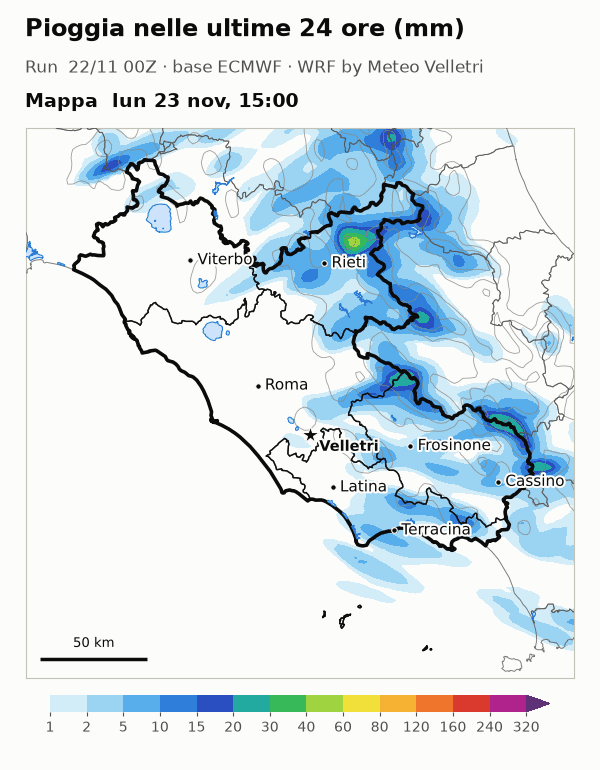 Pioggia nelle ultime 24 ore (mm)
Run 22/11 00Z · base ECMWF · WRF by Meteo Velletri
Mappa lun 23 nov, 15:00
Viterbo
Rieti
Roma
Velletri
Frosinone
Cassino
Latina
Terracina
50 km
1 2 5 10 15 20 30 40 60 80 120 160 240 320